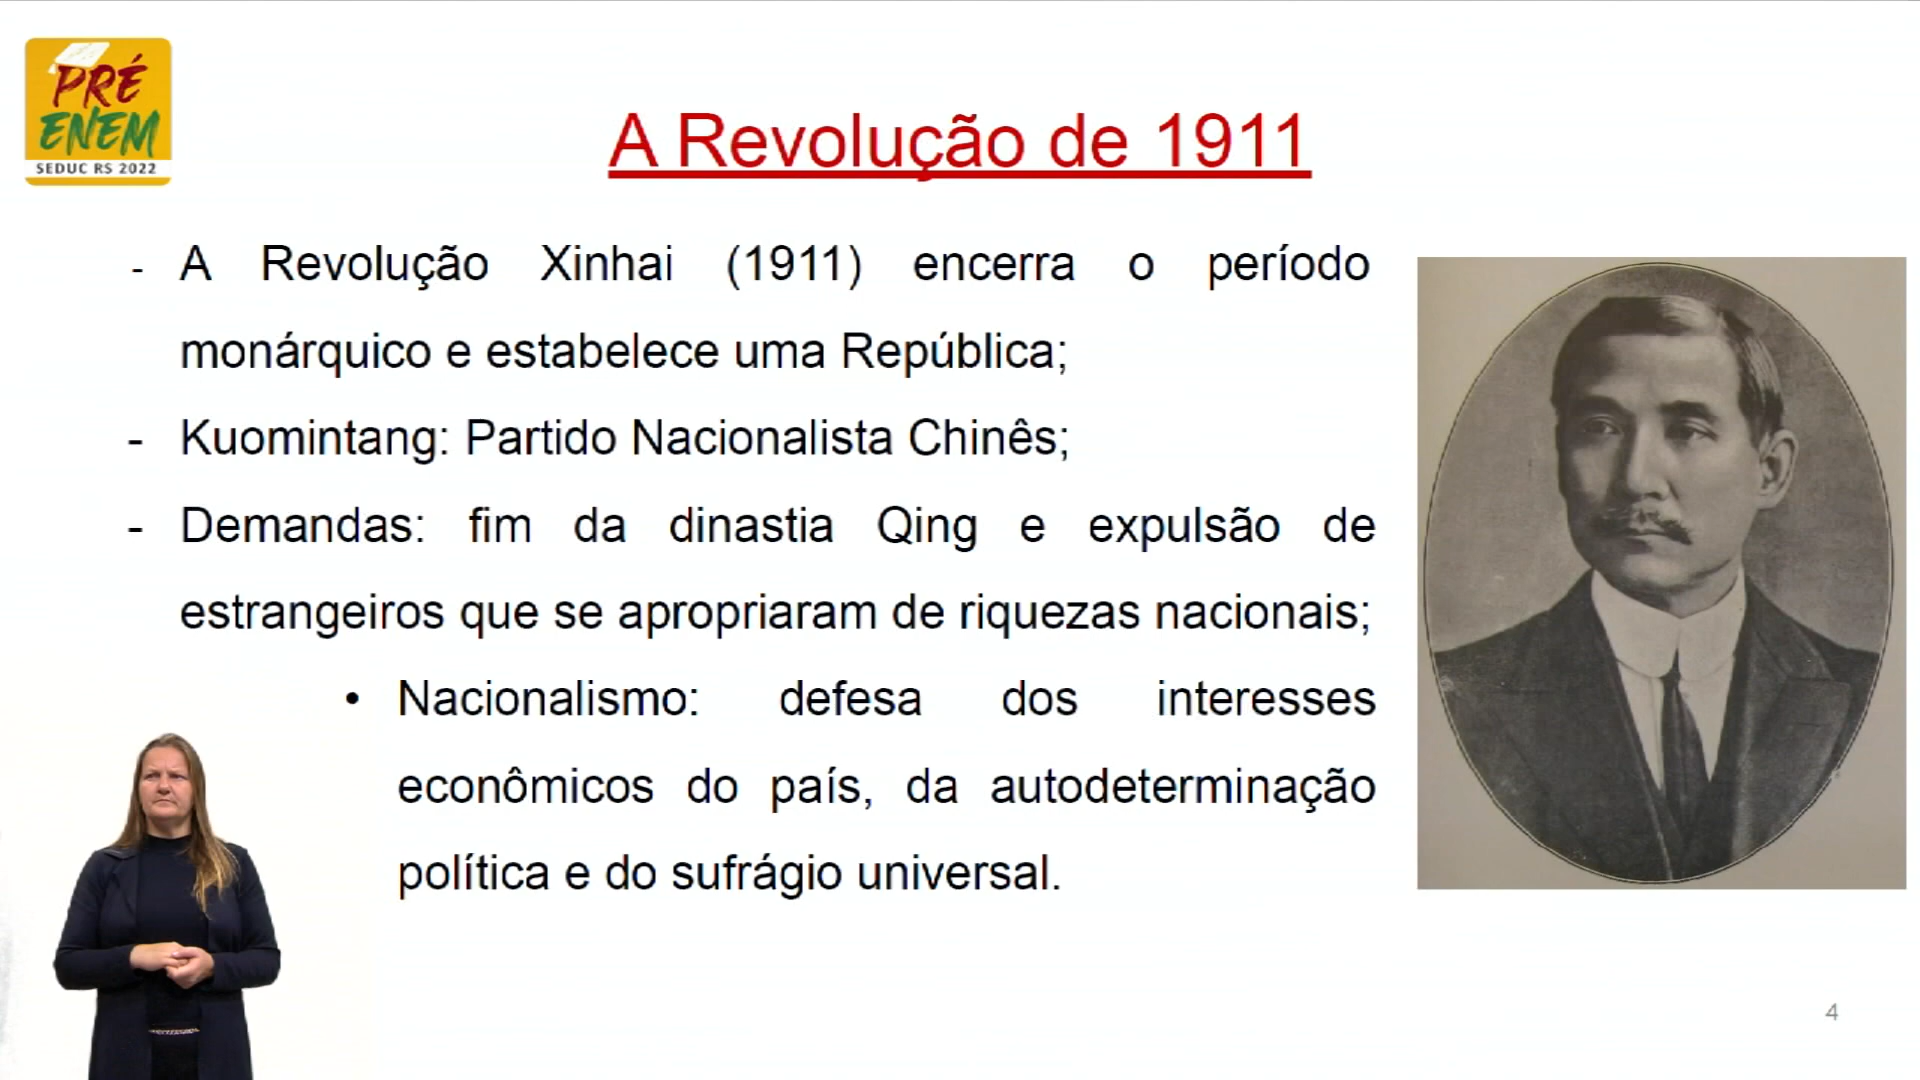 PRÉ
ENEM
SEDUC RS 2022
A Revolução de 1911
- A Revolução Xinhai (1911) encerra o período
monárquico e estabelece uma República;
- Kuomintang: Partido Nacionalista Chinês;
- Demandas: fim da dinastia Qing e expulsão de
estrangeiros que se apropriaram de riquezas nacionais;
• Nacionalismo: defesa dos interesses
econômicos do país, da autodeterminação
política e do sufrágio universal.
4